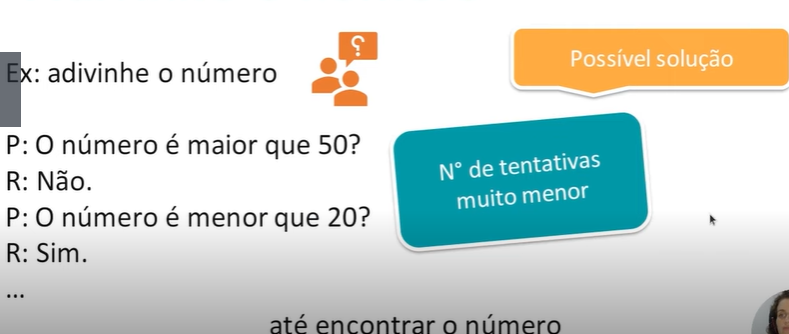 Possível solução
Ex: adivinhe o número
P: O número é maior que 50?
R: Não.
P: O número é menor que 20?
R: Sim.
...
N° de tentativas
muito menor
até encontrar o número